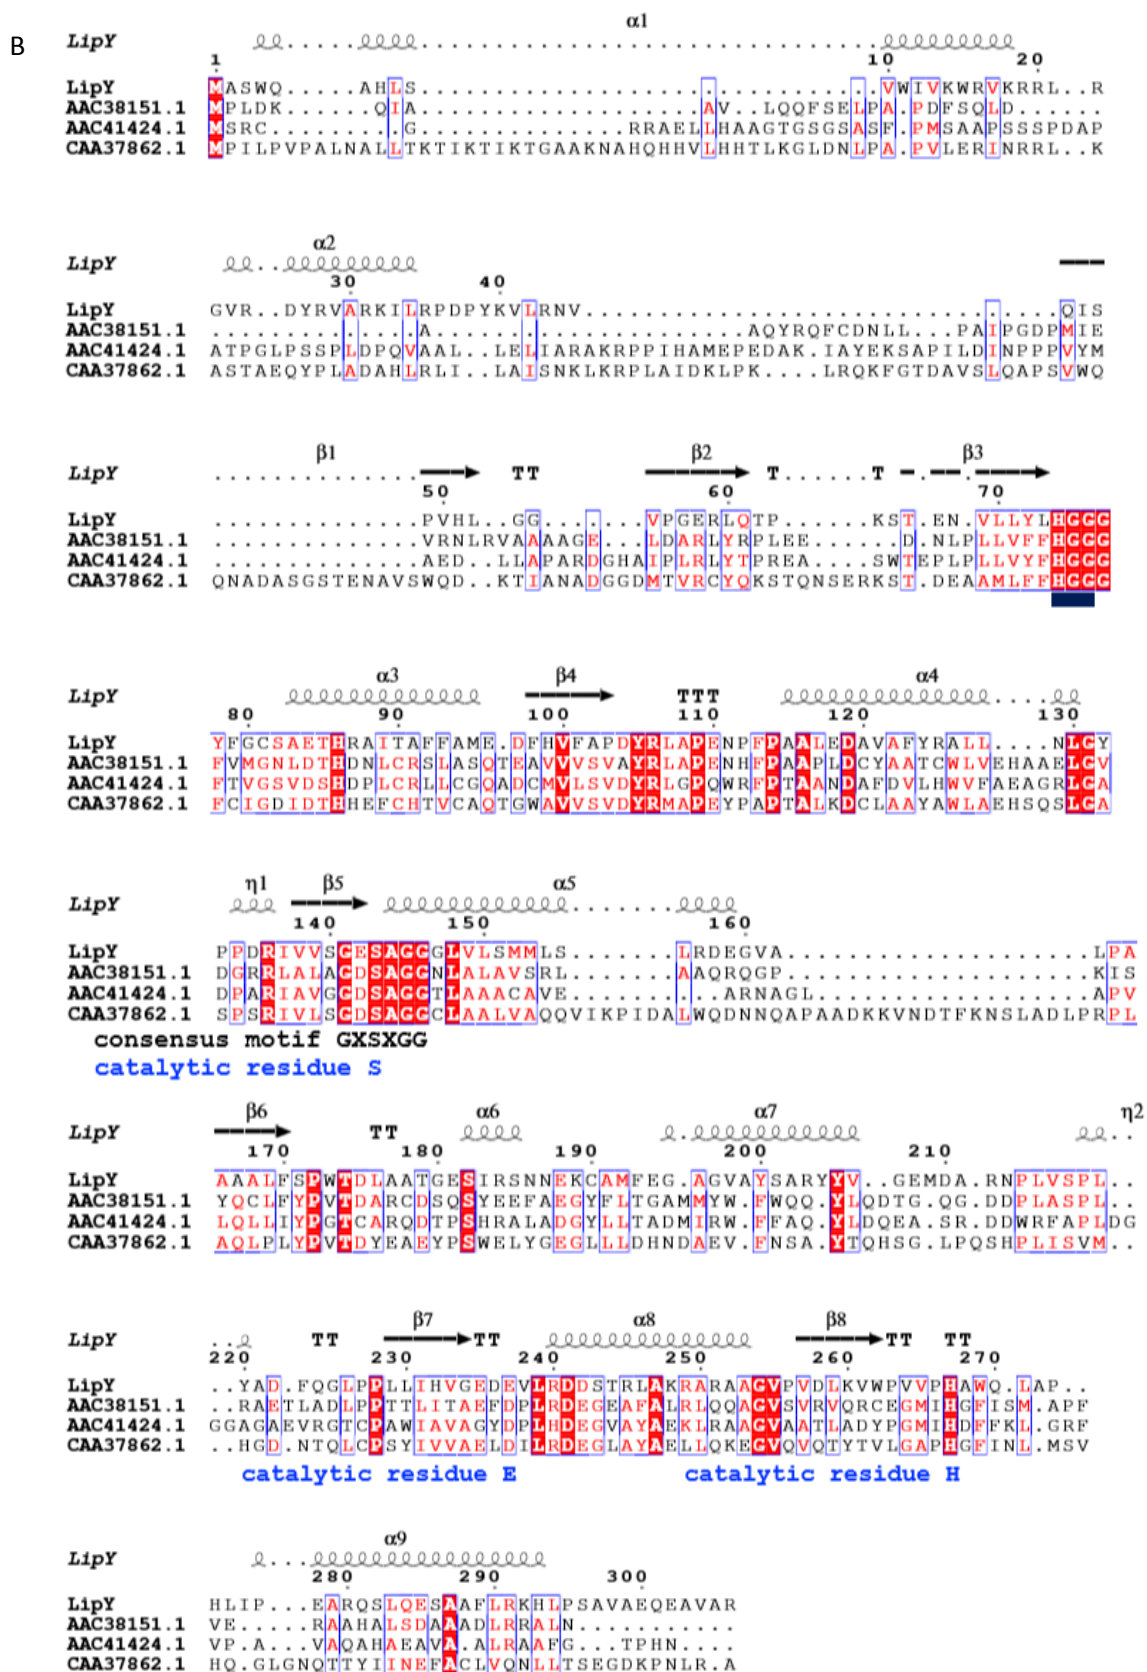 B
α1
LipY
1 10 20
LipY MASWQ.....AHLS...............................VWIVKWRVKRRL..R
AAC38151.1 MPLDK......QIA...................AV..LQQFSELPA.PDFSQLD......
AAC41424.1 MSRC.......G..............RRAELLHAAGTGSGSASF.PMSAAPSSSPDAP
CAA37862.1 MPILPVPALNALLTKTIKTIKTGAAKNAHQHHVLHHTLKGLDNLPA.PVLERINRRL..K
α2
LipY
30 40
LipY GVR..DYRVARKILRPDPYKVLRNV................................QIS
AAC38151.1 ..............A.....................AQYRQFCDNLL...PAIPGDPMIE
AAC41424.1 ATPGLPSSPLDPQVAAL..LELIARAKRPPIHAMEPEDAK.IAYEKSAPILDINPPPVYM
CAA37862.1 ASTAEQYPLADAHLRLI..LAISNKLKRPLAIDKLPK....LRQKFGTDAVSLQAPSVWQ
β1 β2 β3
LipY TT T T
50 60 70
LipY ..............PVHL..GG.......VPGERLQTP......KST.EN.VLLYLHGGG
AAC38151.1 ..............VRNLRVAAAAGE...LDARLYRPLEE......D.NLPLLVFFHGGG
AAC41424.1 ..............AED..LLAPARDGHAIPLRLYTPREA....SWTEPLPLLVYFHGGG
CAA37862.1 QNADASGSTENAVSWQD..KTIANADGGDMTVRCYQKSTQNSERKST.DEAAMLFFHGGG
α3 β4 α4
LipY TTT
80 90 100 110 120 130
LipY YFGCSAETHRAITAFFAME.DFHVFAPDYRLAPENPFPAALEDAVAFYRALL....NLGY
AAC38151.1 FVMGNLDTHDNLCRSLASQTEAVVVSVAYRLAPENHFPAAPLDCYAATCWLVEHAAELGV
AAC41424.1 FTVGSVDSHDPLCRLLCGQADCMVLSVDYRLGPQWRFPTAANDAFDVLHWVFAEAGRLGV
CAA37862.1 FCIGDIDTHHEFCHTVCAQTGWAVVSVDYRMAPEYPAPTALKDCLAAYAWLAEHSQSLGA
η1 β5 α5
LipY
140 150 160
LipY PPDRIVVSGESAGGGLVLSMMLS.......LRDEGVA....................LPA
AAC38151.1 DGRRLALAGDSAGGNLALAVSRL.......AAQRQGP....................KIS
AAC41424.1 DPARIAVGGDSAGGTLAAACAVE.........ARNAGL...................APV
CAA37862.1 SPSRIVLSGDSAGGCLAALVAQQVIKPIDALWQDNNQAPAADKKVNDTFKNSLADLPRPL
consensus motif GXSXGG
catalytic residue S
β6 α6 α7 η2
LipY TT
170 180 190 200 210
LipY AAALFSPWTDLAATGESIRSNNEKCAMFEG.AGVAYSARYYV..GEMDA.RNPLVSPL..
AAC38151.1 YQCLFYPVTDARCDSQSYEEFAEGYFLTGAMMYW.FWQQ.YLQDTG.QG.DDPLASPL..
AAC41424.1 LQLLIYPGTCARQDTPSHRALADGYLLTADMIRW.FFAQ.YLDQEA.SR.DDWRFAPLDG
CAA37862.1 AQLPLYPVTDYEAEYPSWELYGEGLLLDHNDAEV.FNSA.YTQHSG.LPQSHPLISVM..
β7 α8 β8
LipY TT TT TT TT
220 230 240 250 260 270
LipY ..YAD.FQGLPPLLIHVGEDEVLRDDSTRLAKRARAAGVPVDLKVWPVVPHAWQ.LAP..
AAC38151.1 ..RAETLADLPPTTLITAEFDPLRDEGEAFALRLQQAGVSVRVQRCEGMIHGFISM.APF
AAC41424.1 GGAGAEVRGTCPAWIAVAGYDPLHDEGVAYAEKLRAAGVAATLADYPGMIHDFFKL.GRF
CAA37862.1 ..HGD.NTQLCPSYIVVAELDILRDEGLAYAELLQKEGVQVQTYTVLGAPHGFINL.MSV
catalytic residue E catalytic residue H
α9
LipY
280 290 300
LipY HLIP...EARQSLQESAAFLRKHLPSAVAEQEAVAR
AAC38151.1 VE.....RAAHALSDAAADLRRALN...........
AAC41424.1 VP.A...VAQAHAEAVA.ALRAAFG...TPHN....
CAA37862.1 HQ.GLGNQTTYIINEFACLVQNLLTSEGDKPNLR.A